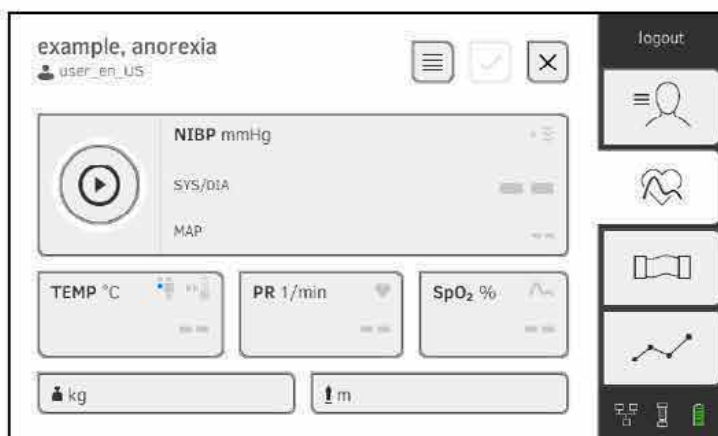 example, anorexia
user_en_US
logout
NIBP mmHg
SYS/DIA
MAP
TEMP °C
PR 1/min
SpO₂ %
kg
m